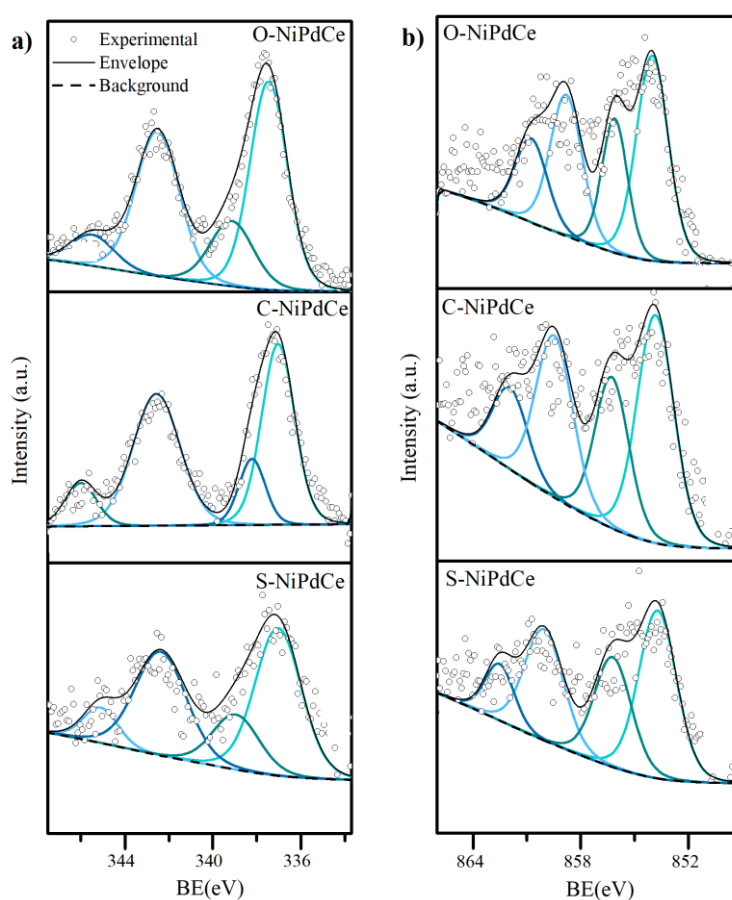 a)
O-NiPdCe
Experimental
Envelope
Background
C-NiPdCe
S-NiPdCe
Intensity (a.u.)
344 340 336
BE(eV)
b)
O-NiPdCe
C-NiPdCe
S-NiPdCe
Intensity (a.u.)
864 858 852
BE(eV)